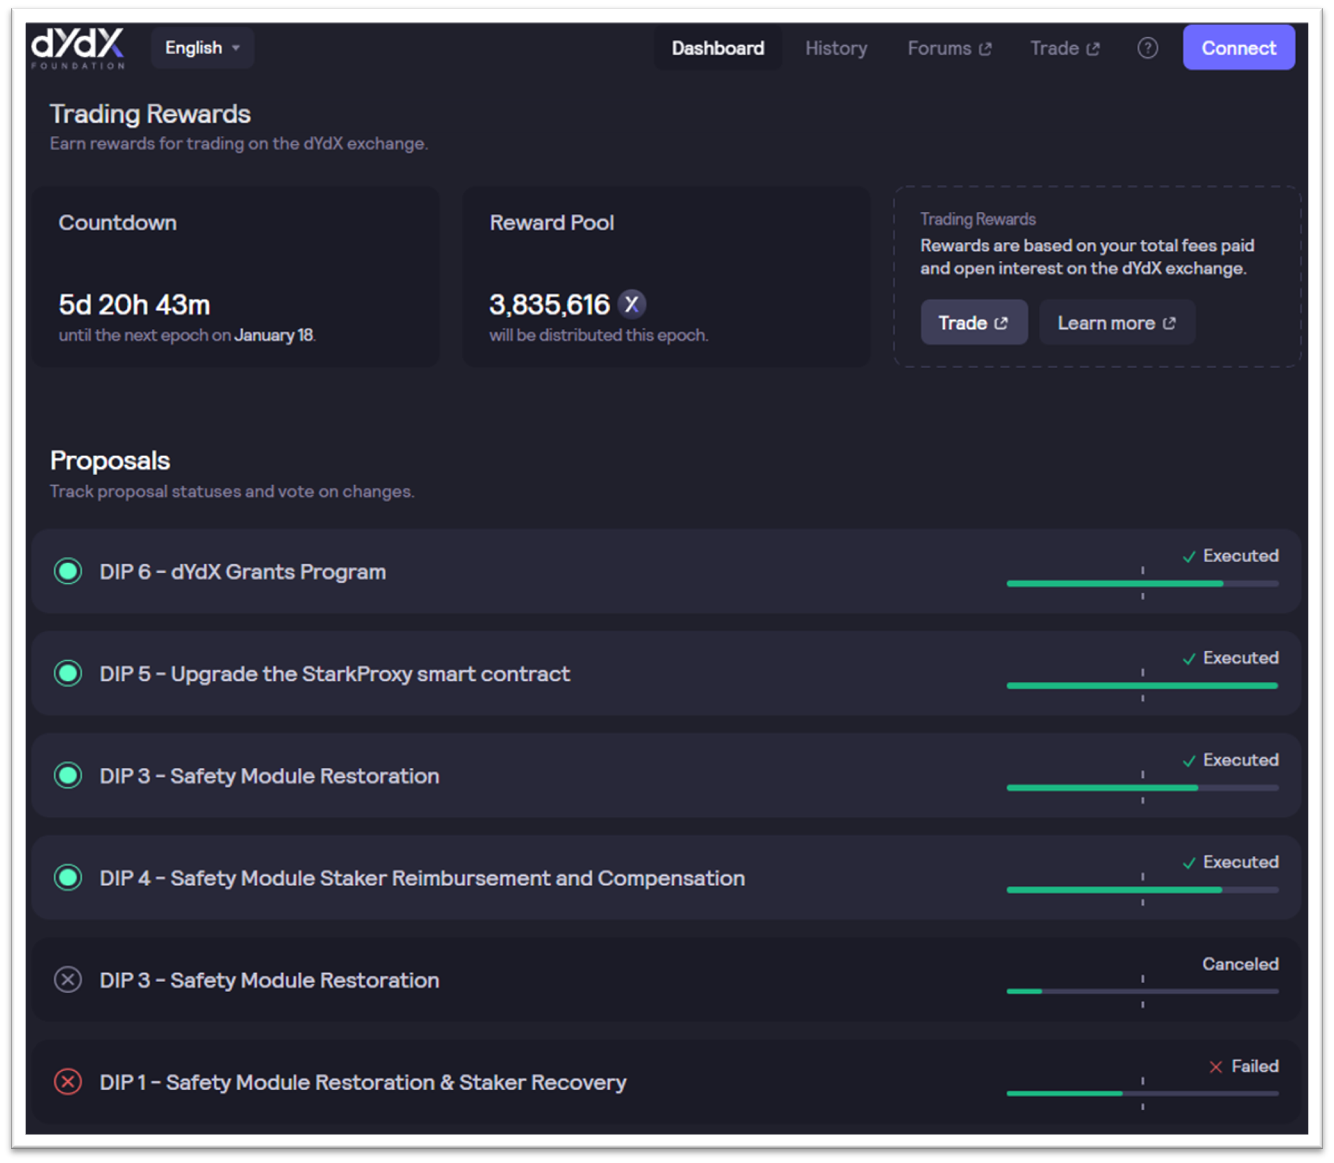 dYdX
FOUNDATION
English
Dashboard
History
Forums
Trade
?
Connect
Trading Rewards
Earn rewards for trading on the dYdX exchange.
Countdown
5d 20h 43m
until the next epoch on January 18.
Reward Pool
3,835,616
will be distributed this epoch.
Trading Rewards
Rewards are based on your total fees paid
and open interest on the dYdX exchange.
Trade
Learn more
Proposals
Track proposal statuses and vote on changes.
DIP 6 - dYdX Grants Program
Executed
DIP 5 - Upgrade the StarkProxy smart contract
Executed
DIP 3 - Safety Module Restoration
Executed
DIP 4 - Safety Module Staker Reimbursement and Compensation
Executed
DIP 3 - Safety Module Restoration
Canceled
DIP 1 - Safety Module Restoration & Staker Recovery
Failed